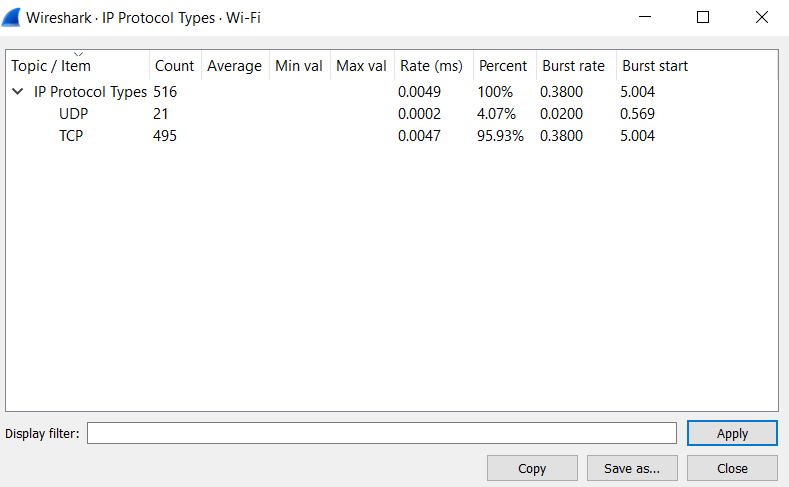 Wireshark · IP Protocol Types · Wi-Fi
Topic / Item Count Average Min val Max val Rate (ms) Percent Burst rate Burst start
IP Protocol Types 516 0.0049 100% 0.3800 5.004
UDP 21 0.0002 4.07% 0.0200 0.569
TCP 495 0.0047 95.93% 0.3800 5.004
Display filter: Apply
Copy Save as... Close